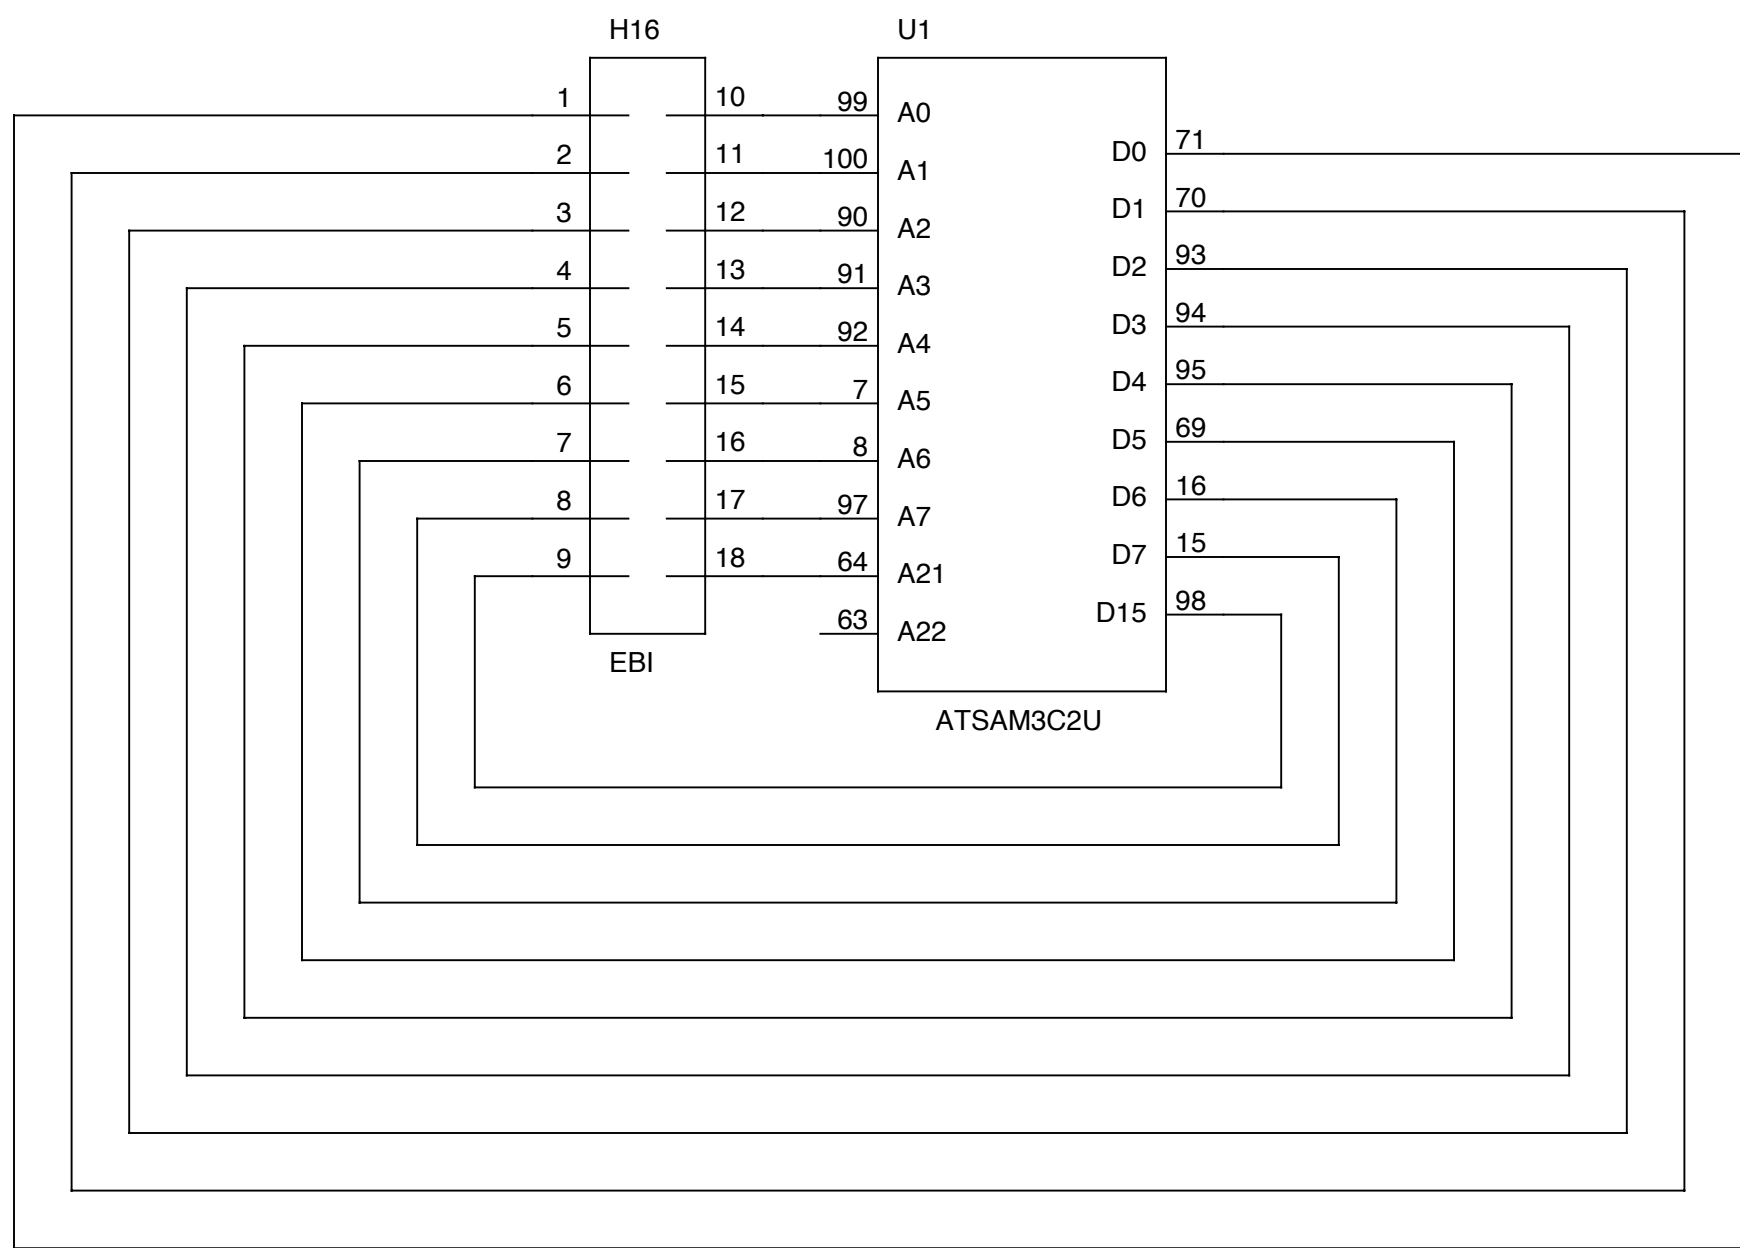 H16 U1
1 10 99 A0
D0 71
2 11 100 A1
D1 70
3 12 90 A2
D2 93
4 13 91 A3
D3 94
5 14 92 A4
D4 95
6 15 7 A5
D5 69
7 16 8 A6
D6 16
8 17 97 A7
D7 15
9 18 64 A21
D15 98
63 A22
EBI
ATSAM3C2U